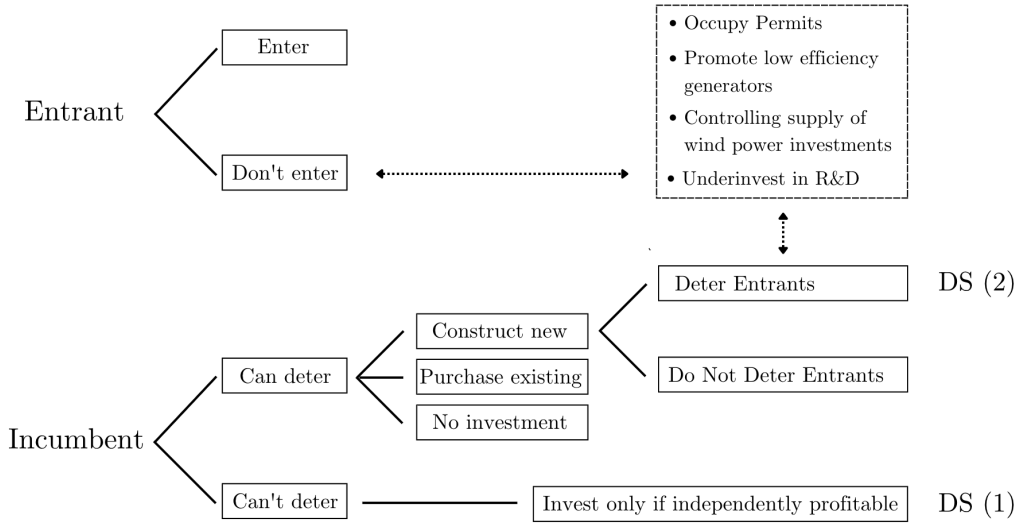 Entrant
Enter
Don't enter
• Occupy Permits
• Promote low efficiency
generators
• Controlling supply of
wind power investments
• Underinvest in R&D
Incumbent
Can deter
Can't deter
Construct new
Purchase existing
No investment
Deter Entrants
DS (2)
Do Not Deter Entrants
Invest only if independently profitable
DS (1)